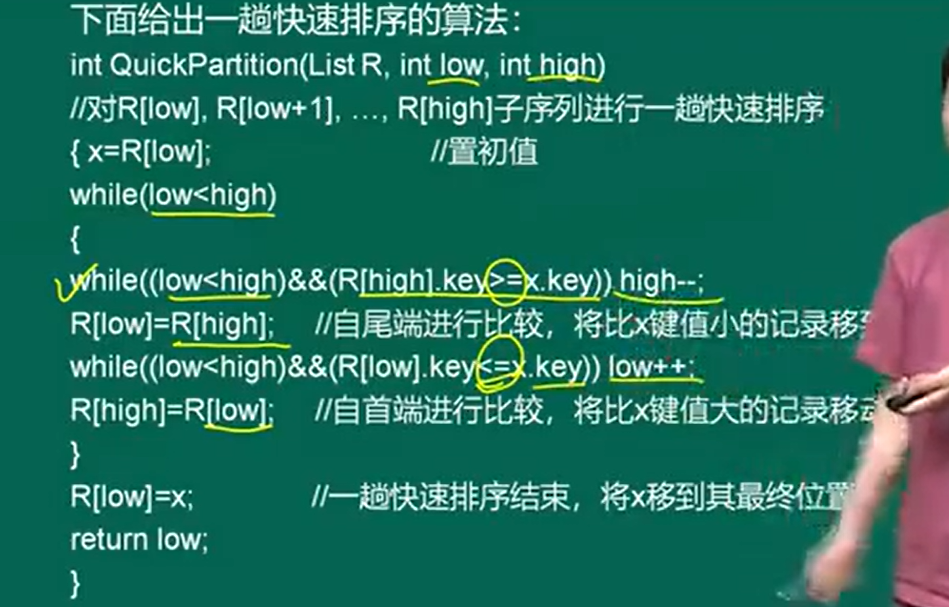 下面给出一趟快速排序的算法：
int QuickPartition(List R, int low, int high)
//对R[low], R[low+1], …, R[high]子序列进行一趟快速排序
{ x=R[low]; //置初值
while(low<high)
{
while((low<high)&&(R[high].key>=x.key)) high--;
R[low]=R[high]; //自尾端进行比较，将比x键值小的记录移
while((low<high)&&(R[low].key<=x.key)) low++;
R[high]=R[low]; //自首端进行比较，将比x键值大的记录移
}
R[low]=x; //一趟快速排序结束，将x移到其最终位置
return low;
}